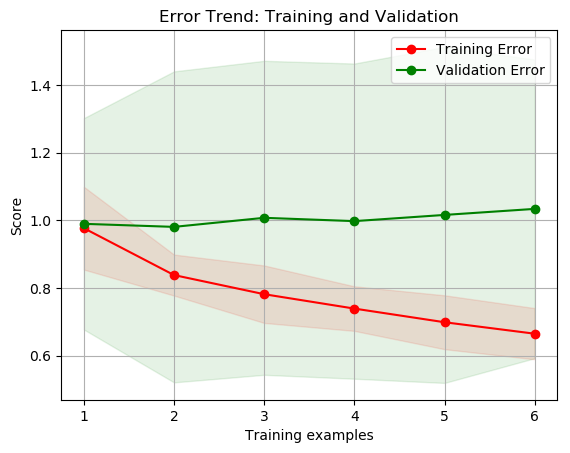 Error Trend: Training and Validation
Training Error
Validation Error
Score
1.4
1.2
1.0
0.8
0.6
1 2 3 4 5 6
Training examples